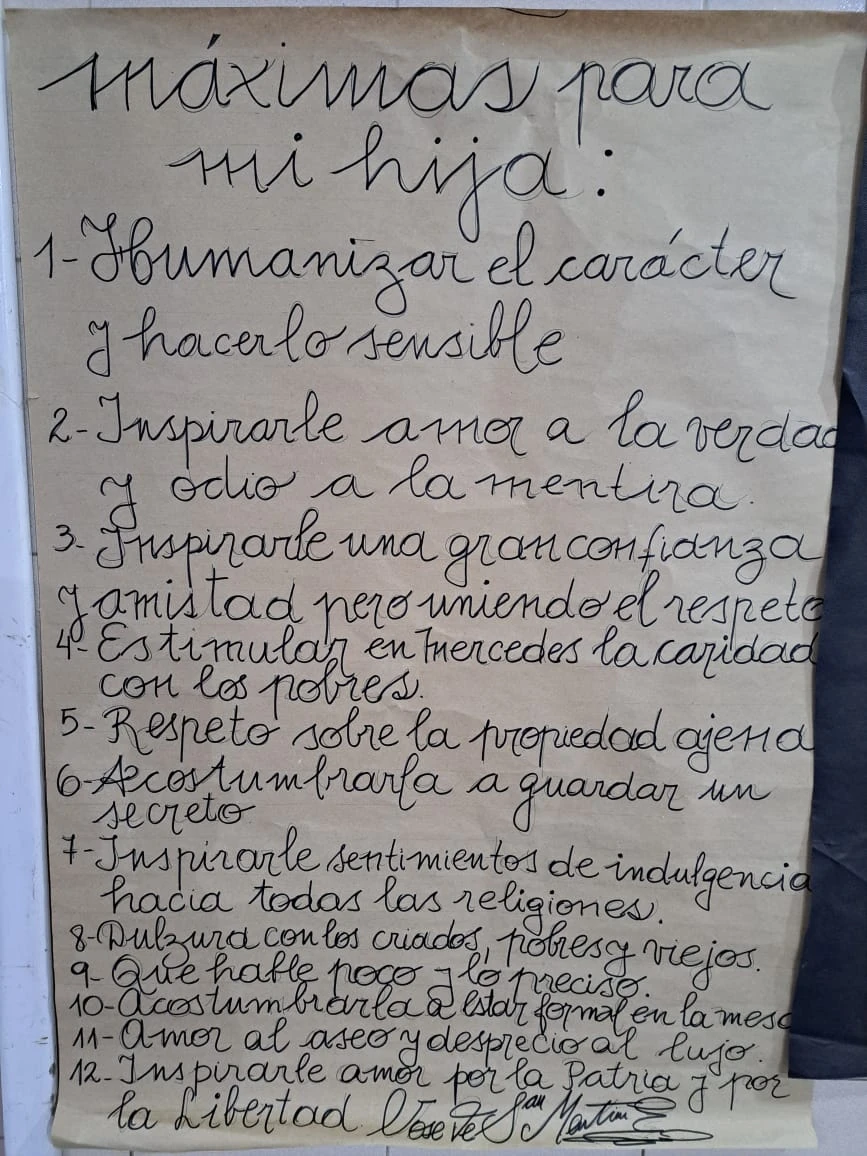 máximas para
mi hija:
1- Humanizar el carácter
y hacerlo sensible
2- Inspirarle amor a la verdad
y odio a la mentira.
3- Inspirarle una gran confianza
y amistad pero uniendo el respeto
4- Estimular en Mercedes la caridad
con los pobres.
5- Respeto sobre la propiedad ajena
6- Acostumbrarla a guardar un
secreto
7- Inspirarle sentimientos de indulgencia
hacia todas las religiones.
8- Dulzura con los criados, pobres y viejos.
9- Que hable poco y lo preciso.
10- Acostumbrarla a estar formal en la mesa
11- Amor al aseo y desprecio al lujo.
12- Inspirarle amor por la Patria y por
la Libertad. Jose de San Martin